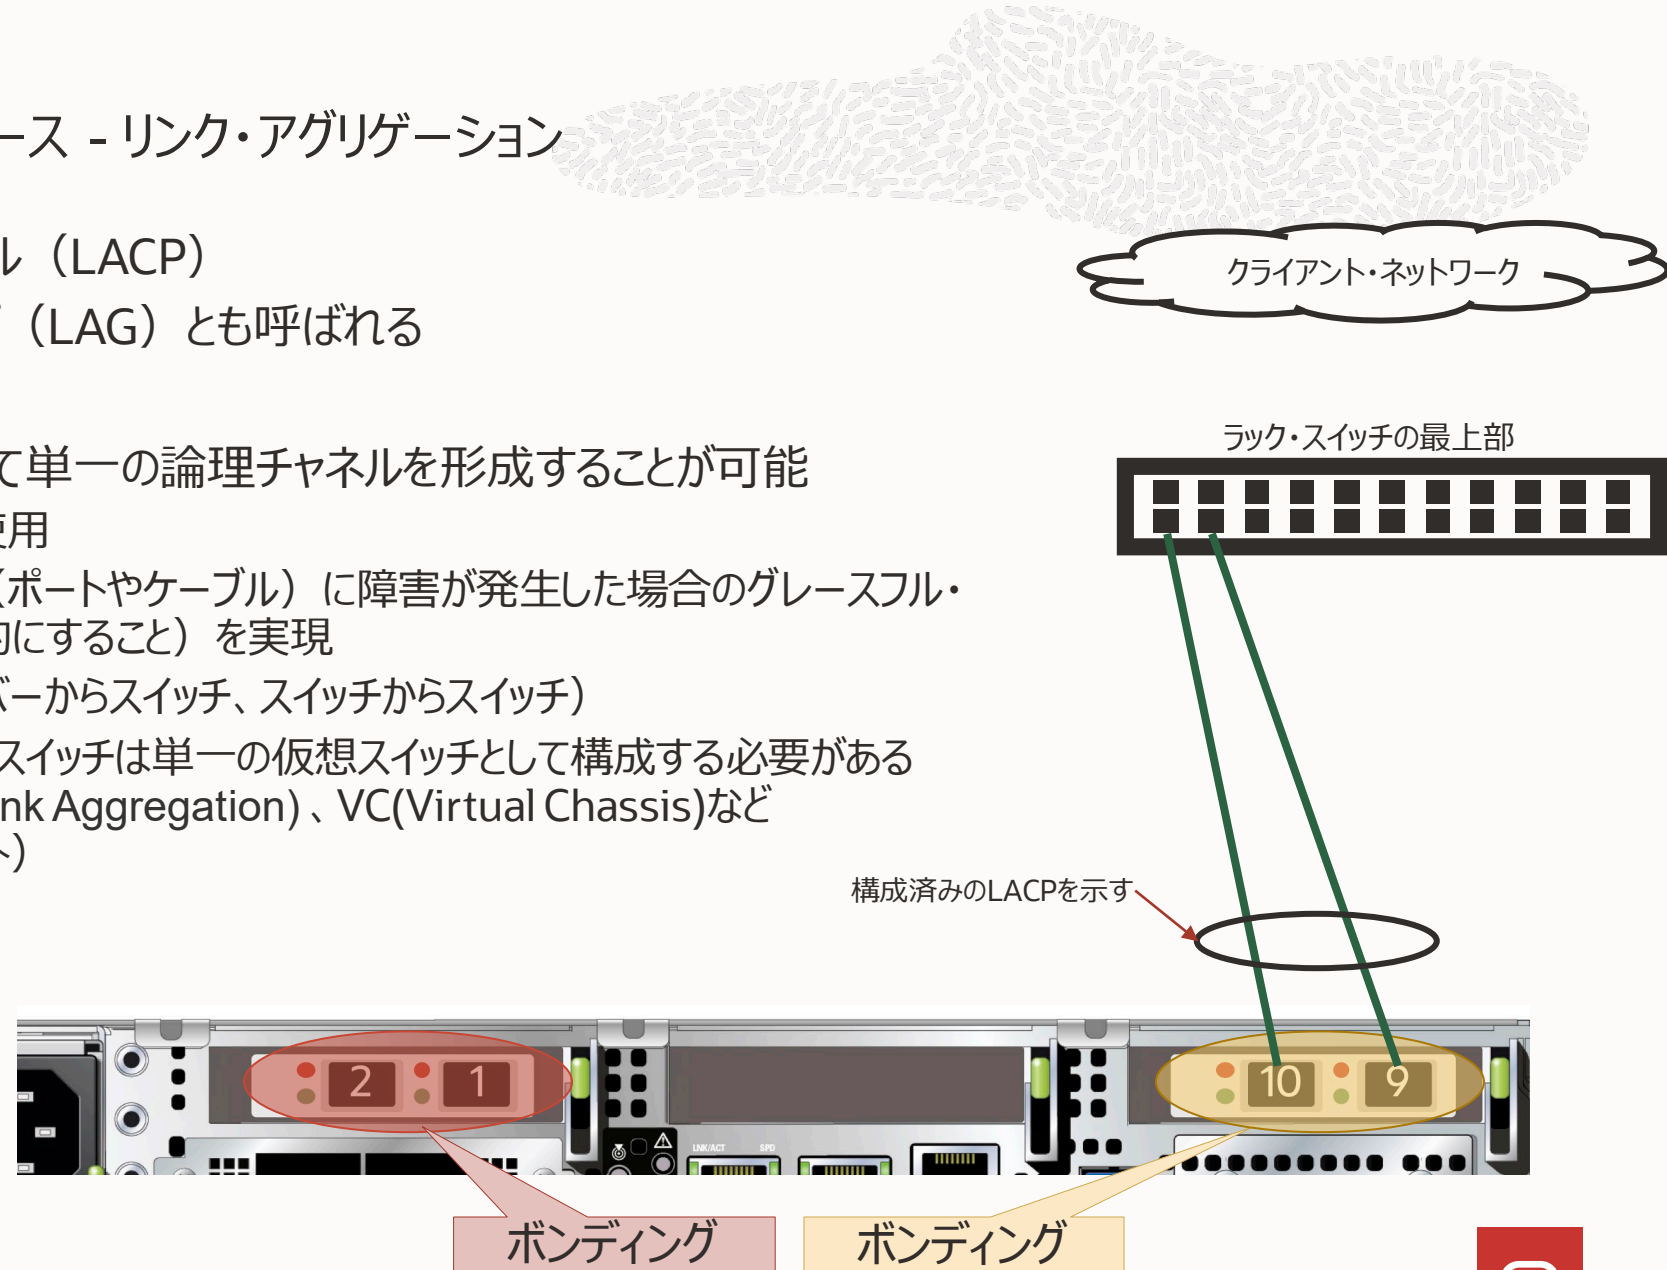 ース - リンク・アグリゲーション
ル（LACP）
（LAG）とも呼ばれる
て単一の論理チャネルを形成することが可能
使用
（ポートやケーブル）に障害が発生した場合のグレースフル・
的にすること）を実現
バーからスイッチ、スイッチからスイッチ）
スイッチは単一の仮想スイッチとして構成する必要がある
nk Aggregation) 、VC(Virtual Chassis)など
ト）
クライアント・ネットワーク
ラック・スイッチの最上部
構成済みのLACPを示す
2 1
10 9
LNK/ACT SPD
ボンディング
ボンディング